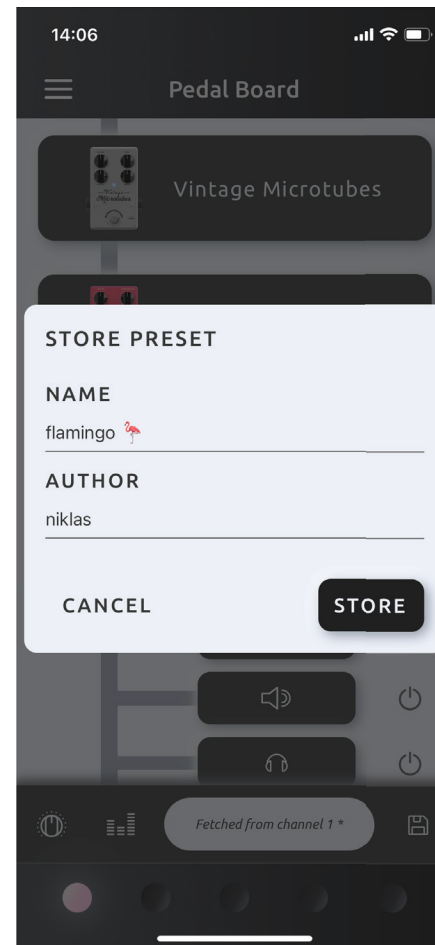 14:06
Pedal Board
Vintage Microtubes
STORE PRESET
NAME
flamingo 🦩
AUTHOR
niklas
CANCEL STORE
Fetched from channel 1 *